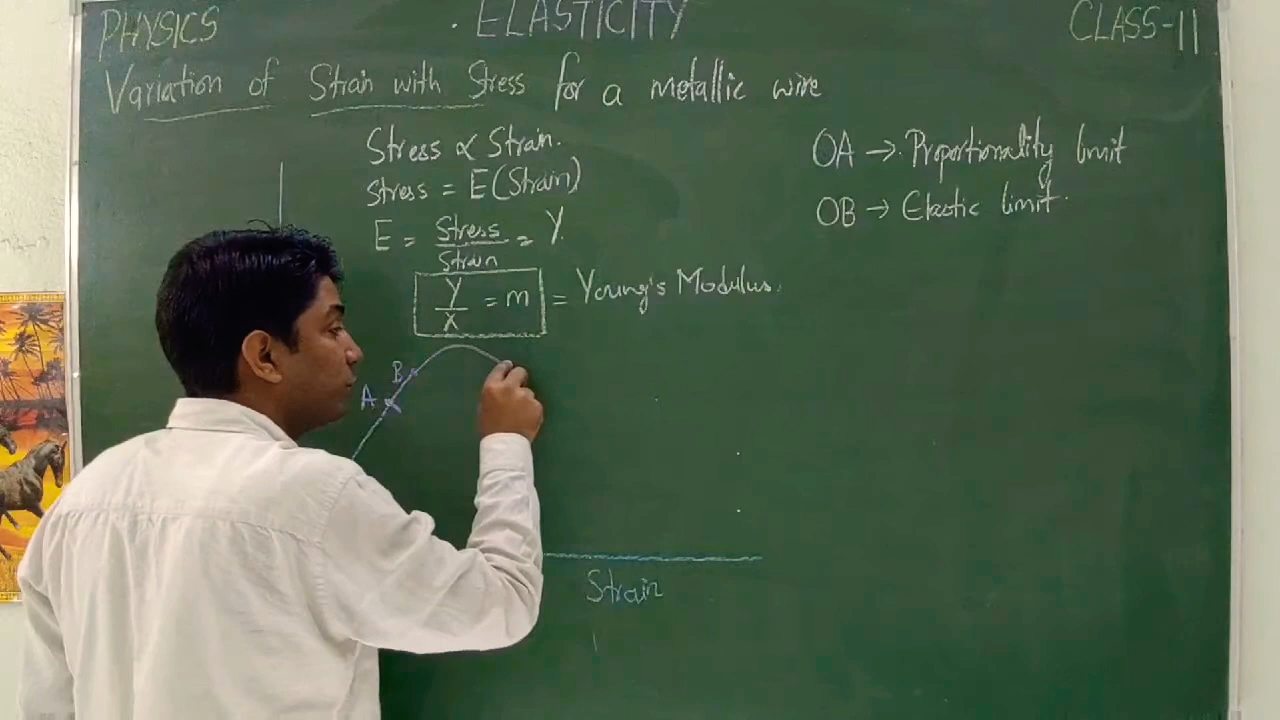 PHYSICS ELASTICITY CLASS-11
Variation of Strain with Stress for a metallic wire
Stress ∝ Strain.
Stress = E(Strain)
E = Stress/Strain = Y.
Y/X = m = Young's Modulus.
OA → Proportionality limit
OB → Elastic limit.
B
A
Strain